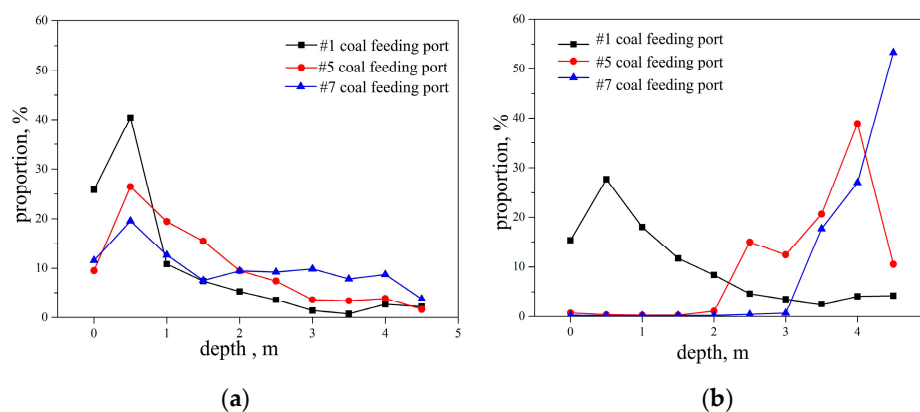 60
50
40
30
20
10
0
proportion, %
#1 coal feeding port
#5 coal feeding port
#7 coal feeding port
0 1 2 3 4 5
depth , m
(a)
60
50
40
30
20
10
0
proportion, %
#1 coal feeding port
#5 coal feeding port
#7 coal feeding port
0 1 2 3 4
depth, m
(b)